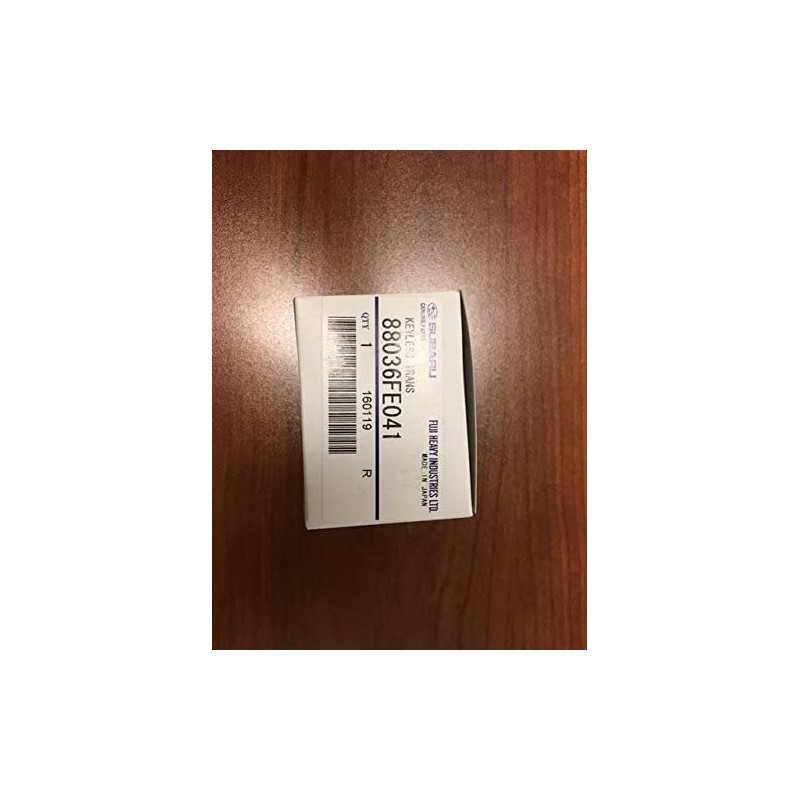 SUBARU
GENUINE PARTS
FUJI HEAVY INDUSTRIES LTD.
MADE IN JAPAN
KEYLESS TRANS
88036FE041
QTY 1
160119 R